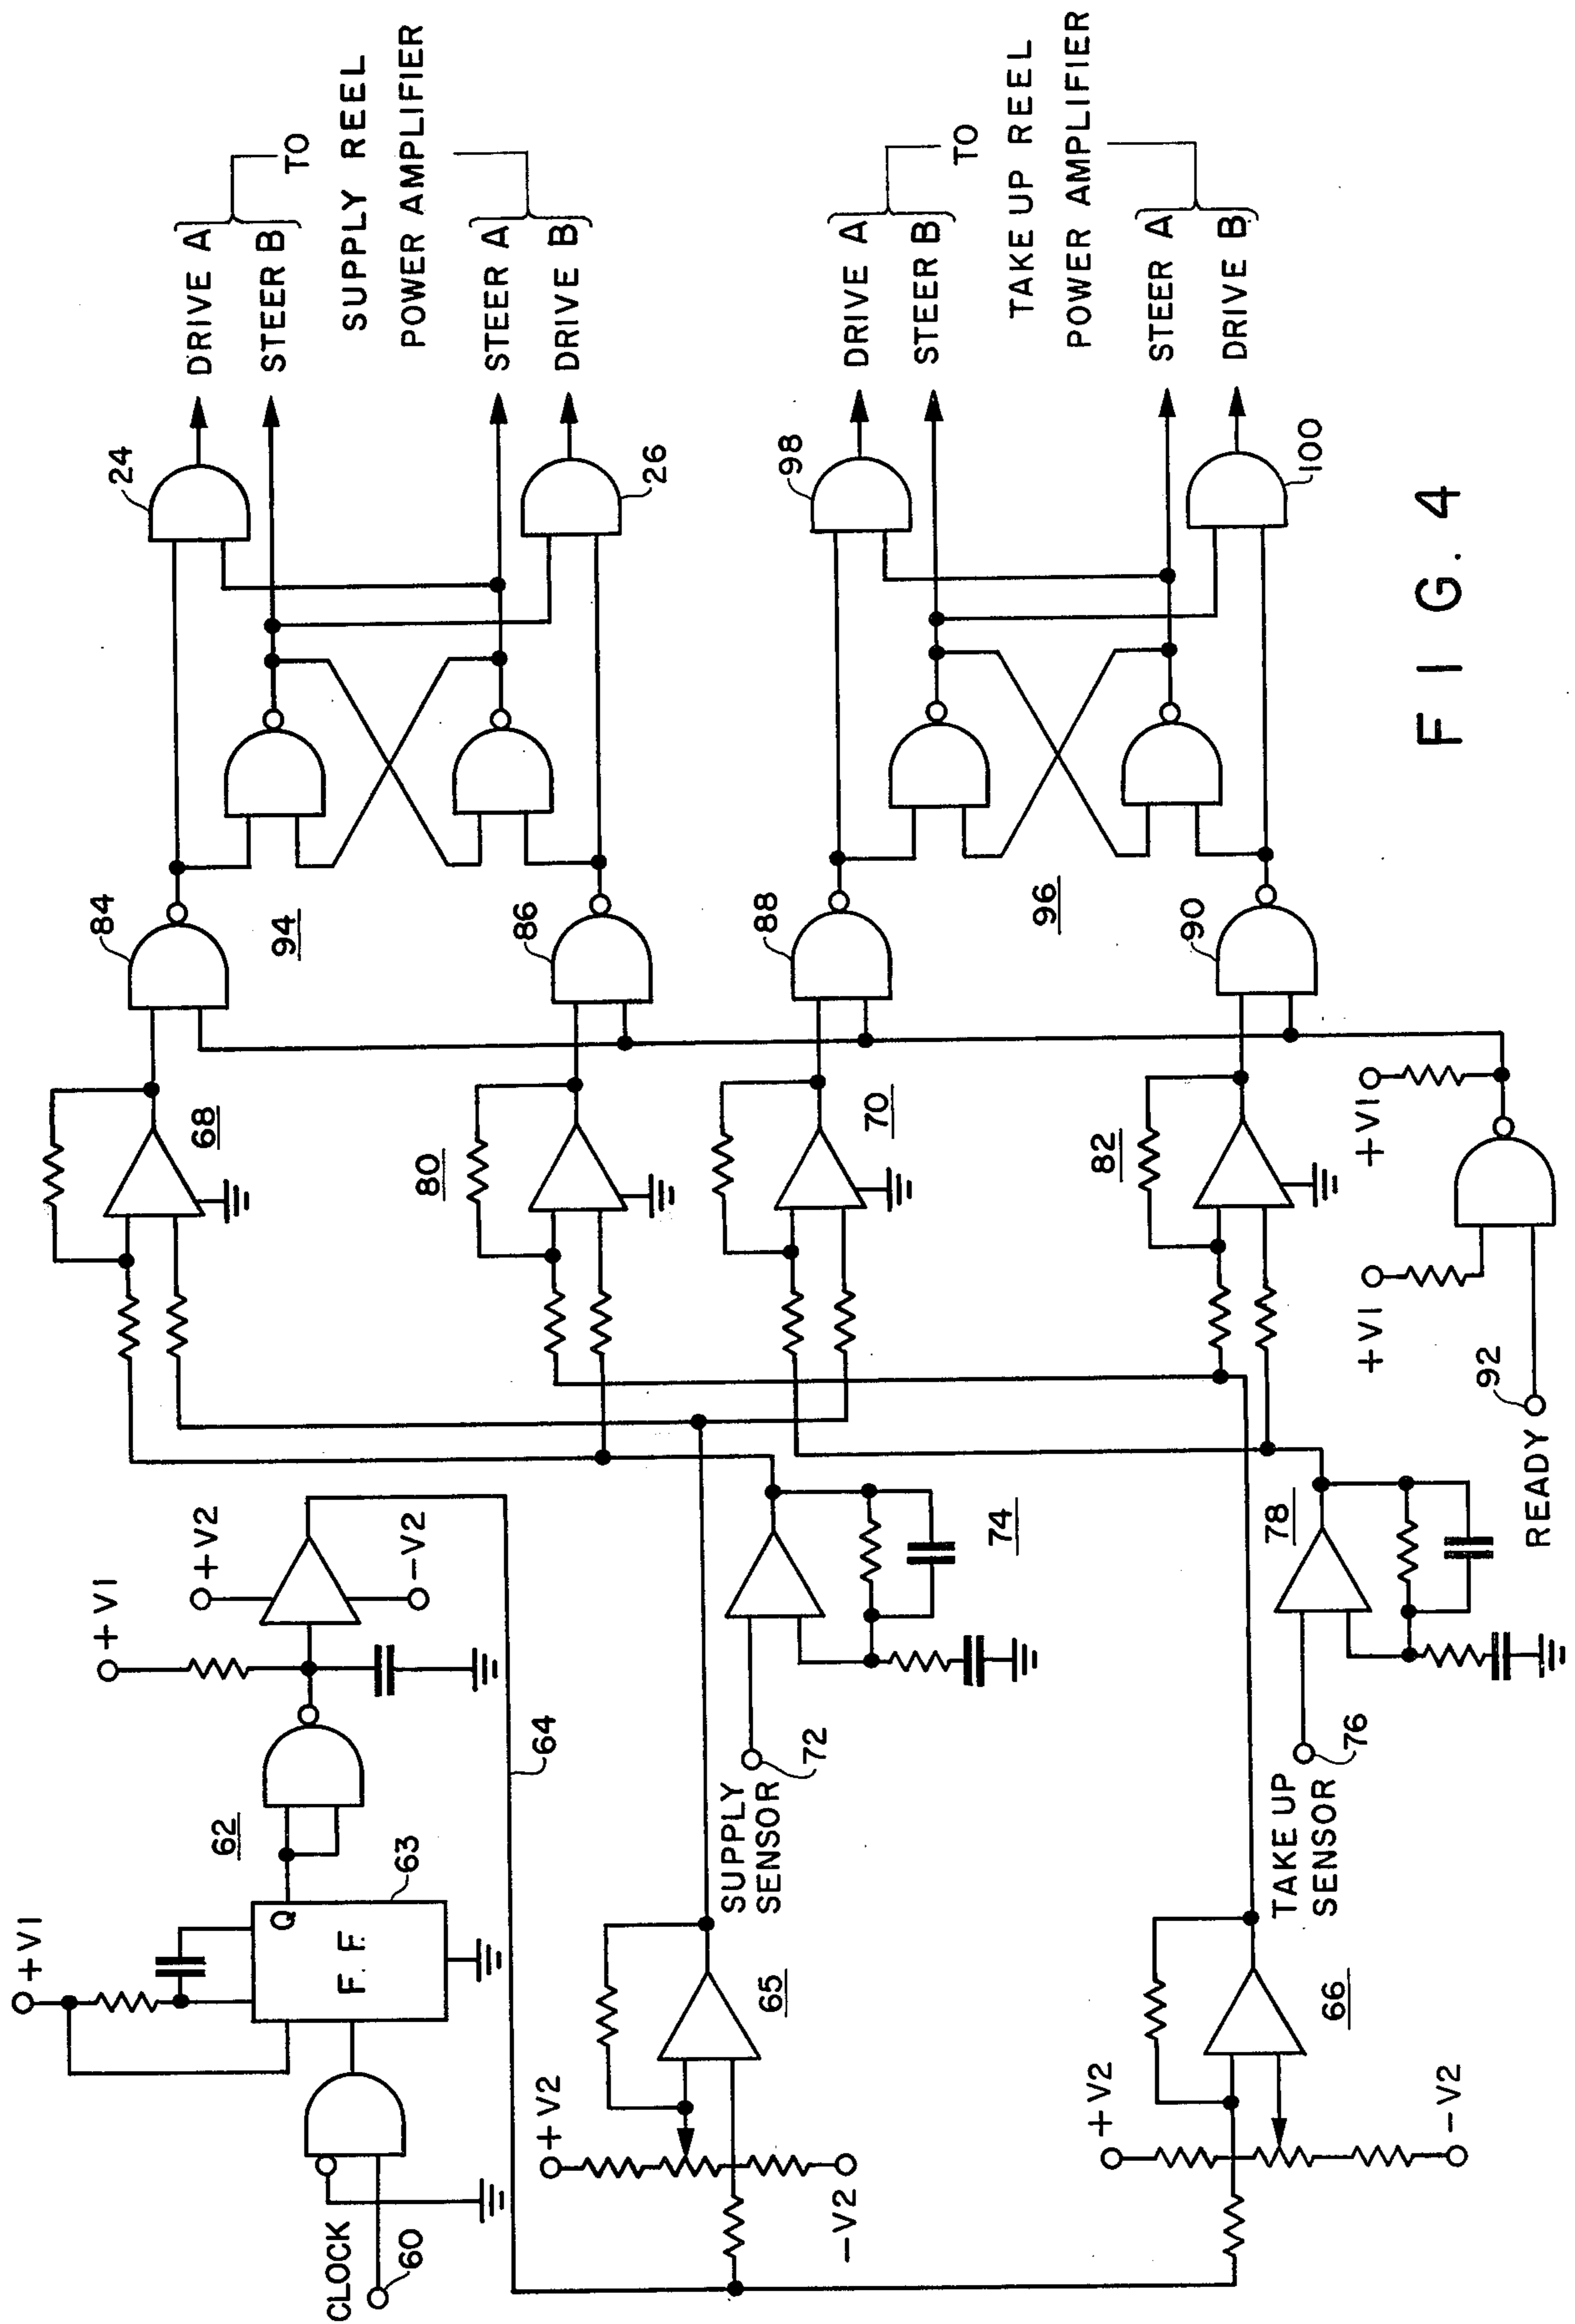 24
DRIVE A
STEER B
TO
SUPPLY REEL
POWER AMPLIFIER
STEER A
DRIVE B
26
84
94
86
68
80
98
DRIVE A
STEER B
TO
TAKE UP REEL
POWER AMPLIFIER
STEER A
DRIVE B
100
88
96
90
70
82
+V1
+V1
92
READY
+V1
+V2
-V2
64
62
63
Q
F. F.
+V1
CLOCK
60
74
72
SUPPLY
SENSOR
65
+V2
-V2
78
76
TAKE UP
SENSOR
66
+V2
-V2
FIG. 4